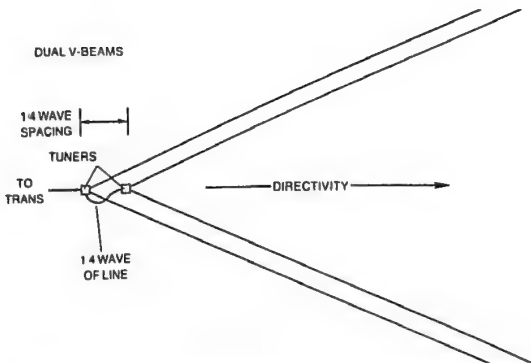 DUAL V-BEAMS
1⁄4 WAVE
SPACING
TUNERS
TO
TRANS
DIRECTIVITY
1 4 WAVE
OF LINE